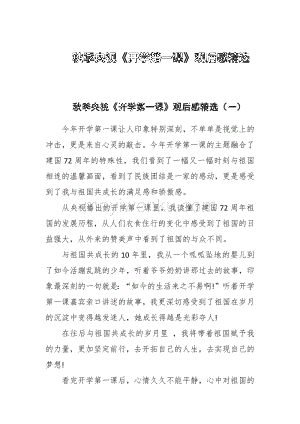 秋季央视《开学第一课》观后感精选
秋季央视《开学第一课》观后感精选（一）
今年开学第一课让人印象特别深刻，不单单是视觉上的
冲击，更是来自心灵的敲击。今年开学第一课的主题融合了
建国 72 周年的特殊性，我们看到了一幅又一幅时刻与祖国
相连的温馨画面，看到了民族团结是一家的感动，更是感受
到了我与祖国共成长的满足感和骄傲感。
从央视播出的开学第一课里，我读懂了建国 72 周年祖
国的发展历程，从人们衣食住行的变化中感受到了祖国的日
益强大，从外来的赞美声中看到了祖国的与众不同。
与祖国共成长的 10 年里，我从一个呱呱坠地的婴儿到
了如今活蹦乱跳的少年，听着爷爷奶奶讲那过去的故事，印
象最深刻的一句就是：“如今的生活来之不易啊!”听着开学
第一课嘉宾亲口讲述的故事，我更深切感受到了祖国在岁月
的沉淀中变得越发迷人，她成长得越是光彩夺人!
在往后与祖国共成长的岁月里 ，我将带着祖国赋予我
的力量，更加坚定前行，去开拓自己的人生，去实现自己的
梦想!
看完开学第一课后，心情久久不能平静，心中对祖国的